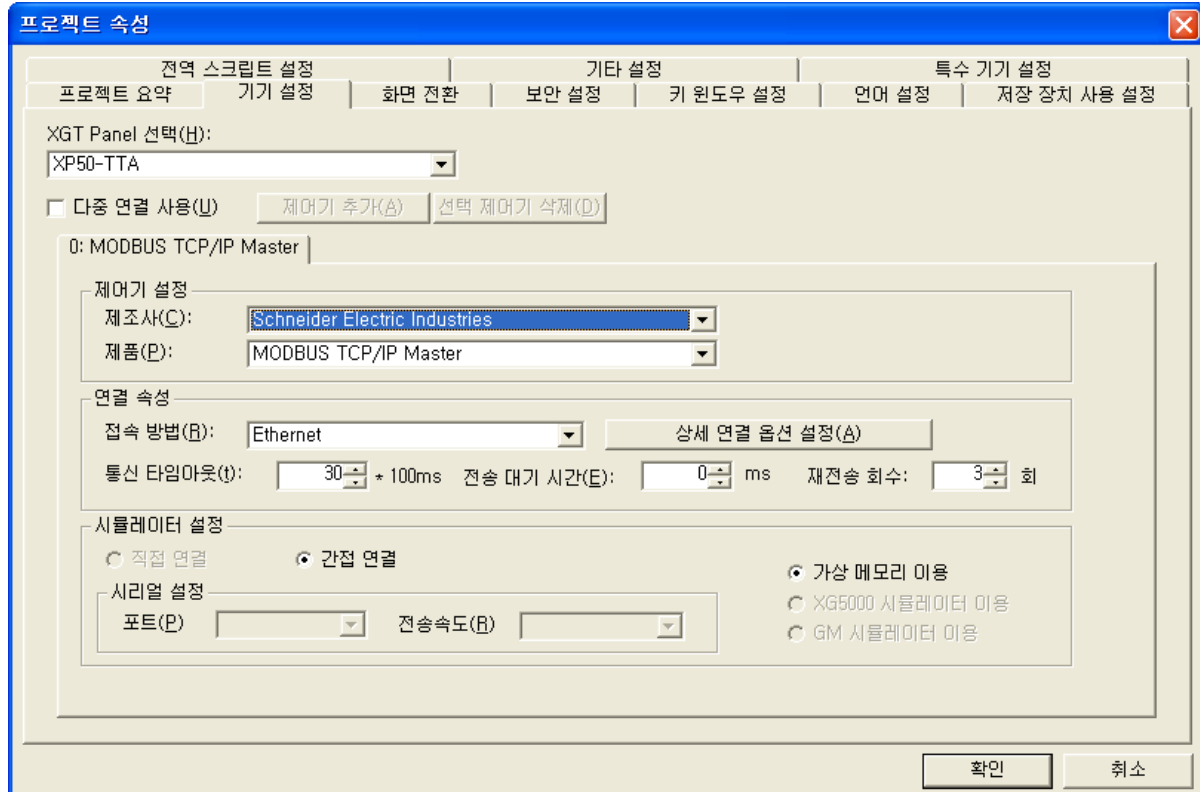 프로젝트 속성
전역 스크립트 설정 기타 설정 특수 기기 설정
프로젝트 요약 기기 설정 화면 전환 보안 설정 키 윈도우 설정 언어 설정 저장 장치 사용 설정
XGT Panel 선택(H):
XP50-TTA
다중 연결 사용(U) 제어기 추가(A) 선택 제어기 삭제(D)
0: MODBUS TCP/IP Master
제어기 설정
제조사(C): Schneider Electric Industries
제품(P): MODBUS TCP/IP Master
연결 속성
접속 방법(R): Ethernet 상세 연결 옵션 설정(A)
통신 타임아웃(t): 30 * 100ms 전송 대기 시간(E): 0 ms 재전송 회수: 3 회
시뮬레이터 설정
직접 연결 간접 연결
가상 메모리 이용
시리얼 설정
XG5000 시뮬레이터 이용
포트(P) 전송속도(R)
GM 시뮬레이터 이용
확인 취소